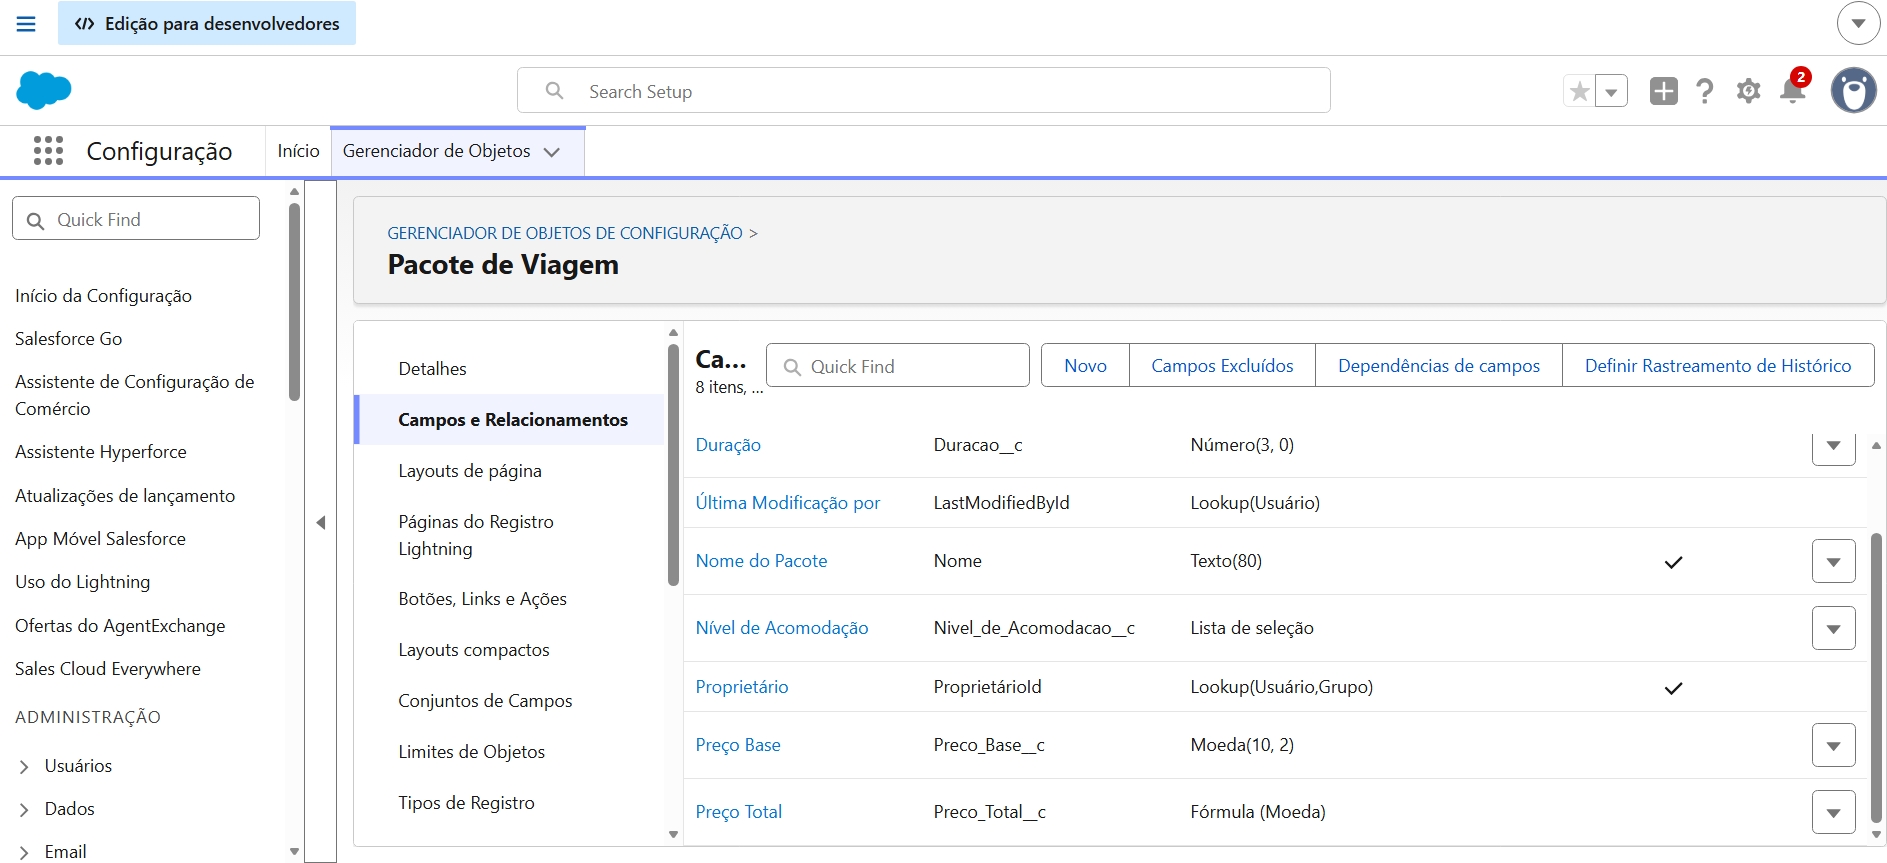 Edição para desenvolvedores
Search Setup
2
Configuração
Início
Gerenciador de Objetos
Quick Find
Início da Configuração
Salesforce Go
Assistente de Configuração de
Comércio
Assistente Hyperforce
Atualizações de lançamento
App Móvel Salesforce
Uso do Lightning
Ofertas do AgentExchange
Sales Cloud Everywhere
ADMINISTRAÇÃO
Usuários
Dados
Email
GERENCIADOR DE OBJETOS DE CONFIGURAÇÃO >
Pacote de Viagem
Detalhes
Campos e Relacionamentos
Layouts de página
Páginas do Registro
Lightning
Botões, Links e Ações
Layouts compactos
Conjuntos de Campos
Limites de Objetos
Tipos de Registro
Ca...
8 itens, ...
Quick Find
Novo
Campos Excluídos
Dependências de campos
Definir Rastreamento de Histórico
Duração Duracao__c Número(3, 0)
Última Modificação por LastModifiedById Lookup(Usuário)
Nome do Pacote Nome Texto(80)
Nível de Acomodação Nivel_de_Acomodacao__c Lista de seleção
Proprietário ProprietárioId Lookup(Usuário,Grupo)
Preço Base Preco_Base__c Moeda(10, 2)
Preço Total Preco_Total__c Fórmula (Moeda)